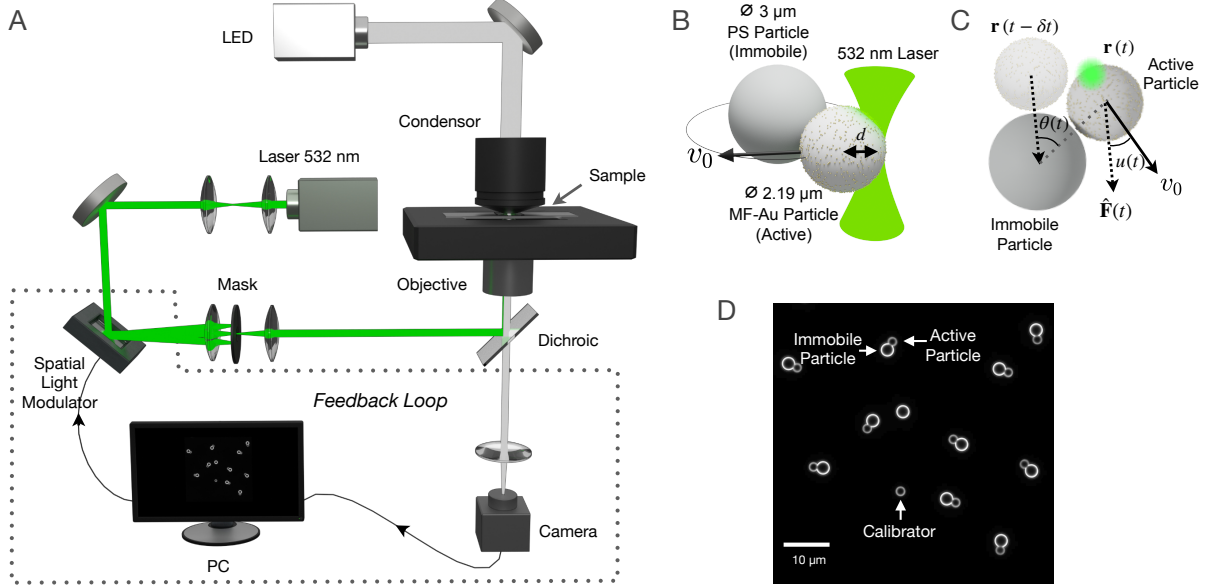 A
LED
Condensor
Laser 532 nm
Sample
Mask
Objective
Dichroic
Spatial
Light
Modulator
Feedback Loop
Camera
PC
B
Ø 3 µm
PS Particle
(Immobile)
532 nm Laser
d
v₀
Ø 2.19 µm
MF-Au Particle
(Active)
C
r(t − δt)
r(t)
Active
Particle
θ(t)
u(t)
v₀
F̂(t)
Immobile
Particle
D
Immobile
Particle
Active
Particle
Calibrator
10 µm